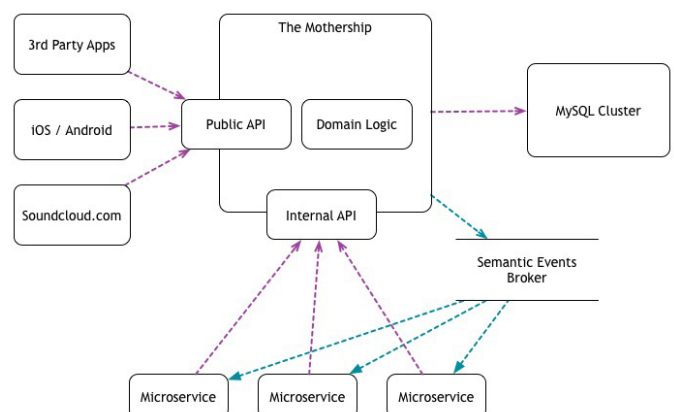 The Mothership
3rd Party Apps
MySQL Cluster
Public API
Domain Logic
iOS / Android
Soundcloud.com
Internal API
Semantic Events
Broker
Microservice
Microservice
Microservice